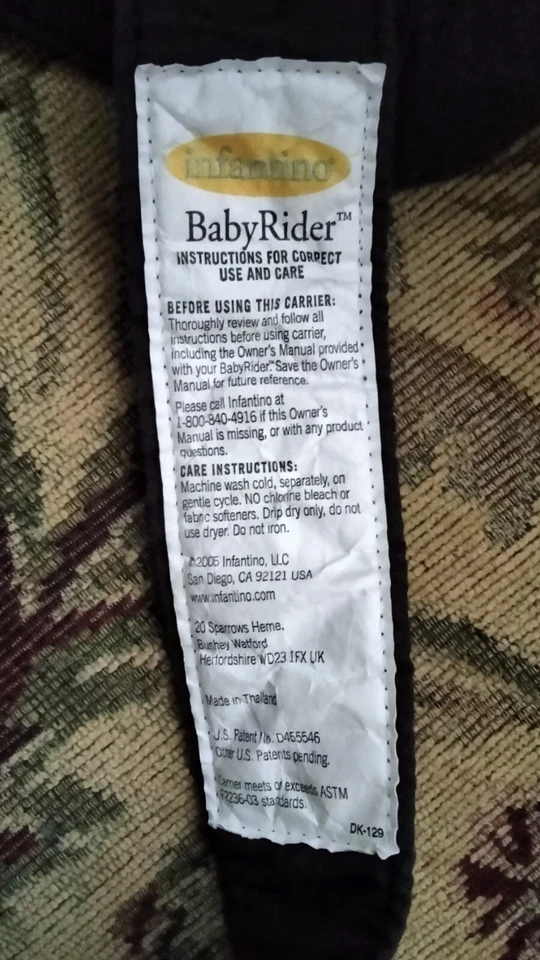 infantino
BabyRider™
INSTRUCTIONS FOR CORRECT
USE AND CARE
BEFORE USING THIS CARRIER:
Thoroughly review and follow all
instructions before using carrier,
including the Owner's Manual provided
with your BabyRider.™ Save the Owner's
Manual for future reference.
Please call Infantino at
1-800-840-4916 if this Owner's
Manual is missing, or with any product
questions.
CARE INSTRUCTIONS:
Machine wash cold, separately, on
gentle cycle. NO chlorine bleach or
fabric softeners. Drip dry only, do not
use dryer. Do not iron.
©2005 Infantino, LLC
San Diego, CA 92121 USA
www.infantino.com
20 Sparrows Herne,
Bushey Watford
Herfordshire WD23 1FX UK
Made in Thailand
U.S. Patent No. D455546
Other U.S. Patents pending.
Carrier meets or exceeds ASTM
F2236-03 standards.
DK-129